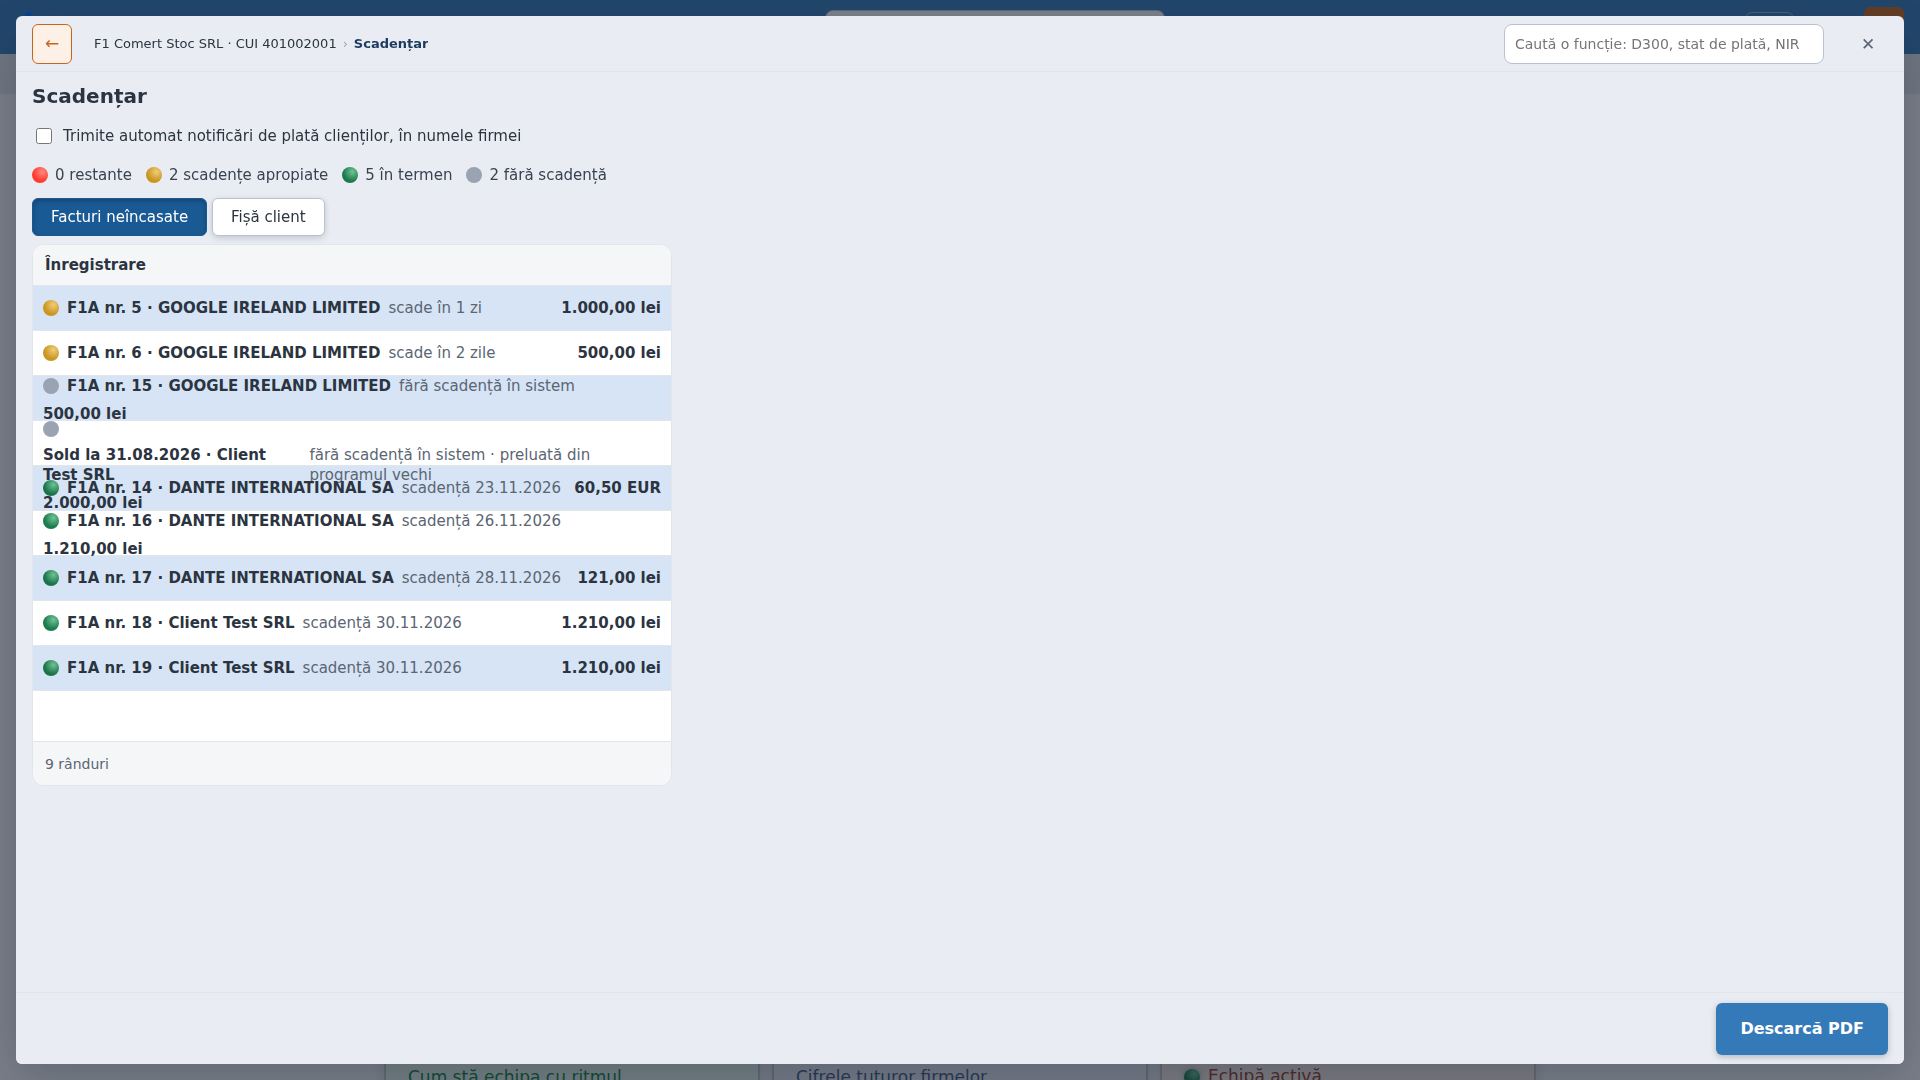 ←
F1 Comert Stoc SRL · CUI 401002001 › Scadențar
Caută o funcție: D300, stat de plată, NIR
✕
Scadențar
Trimite automat notificări de plată clienților, în numele firmei
0 restante 2 scadențe apropiate 5 în termen 2 fără scadență
Facturi neîncasate Fișă client
Înregistrare
F1A nr. 5 · GOOGLE IRELAND LIMITED scade în 1 zi 1.000,00 lei
F1A nr. 6 · GOOGLE IRELAND LIMITED scade în 2 zile 500,00 lei
F1A nr. 15 · GOOGLE IRELAND LIMITED fără scadență în sistem
500,00 lei
Sold la 31.08.2026 · Client fără scadență în sistem · preluată din
Test SRL programul vechi
F1A nr. 14 · DANTE INTERNATIONAL SA scadență 23.11.2026 60,50 EUR
2.000,00 lei
F1A nr. 16 · DANTE INTERNATIONAL SA scadență 26.11.2026
1.210,00 lei
F1A nr. 17 · DANTE INTERNATIONAL SA scadență 28.11.2026 121,00 lei
F1A nr. 18 · Client Test SRL scadență 30.11.2026 1.210,00 lei
F1A nr. 19 · Client Test SRL scadență 30.11.2026 1.210,00 lei
9 rânduri
Descarcă PDF
Cum stă echipa cu ritmul Cifrele tuturor firmelor Echipă activă